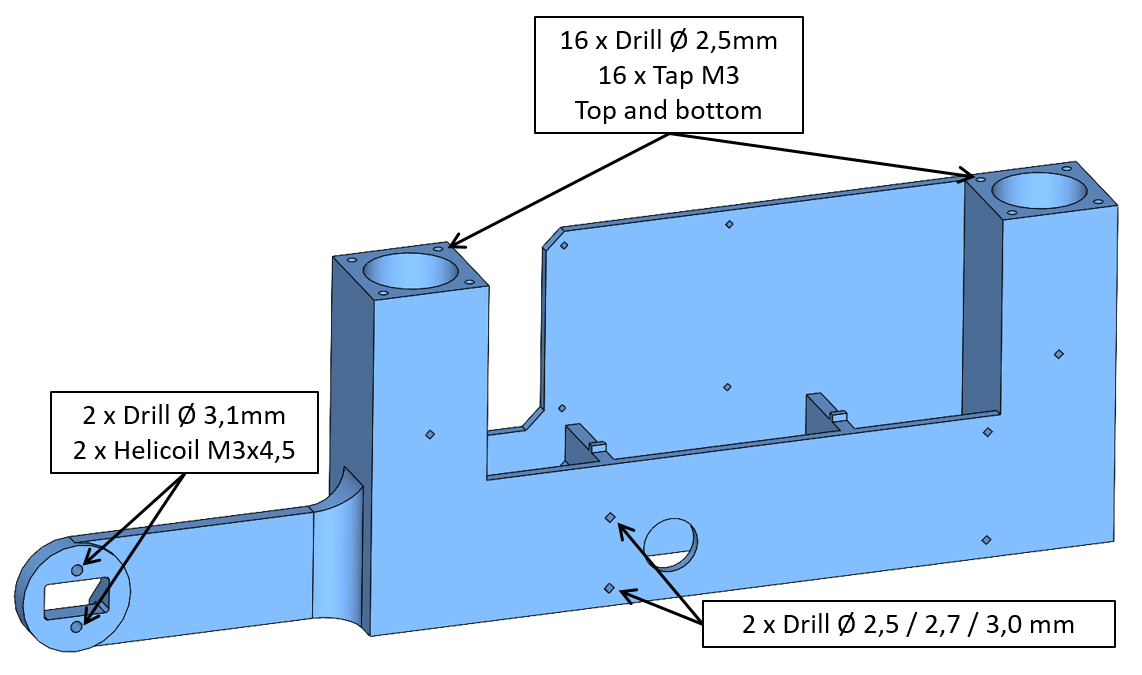 16 x Drill Ø 2,5mm
16 x Tap M3
Top and bottom
2 x Drill Ø 3,1mm
2 x Helicoil M3x4,5
2 x Drill Ø 2,5 / 2,7 / 3,0 mm